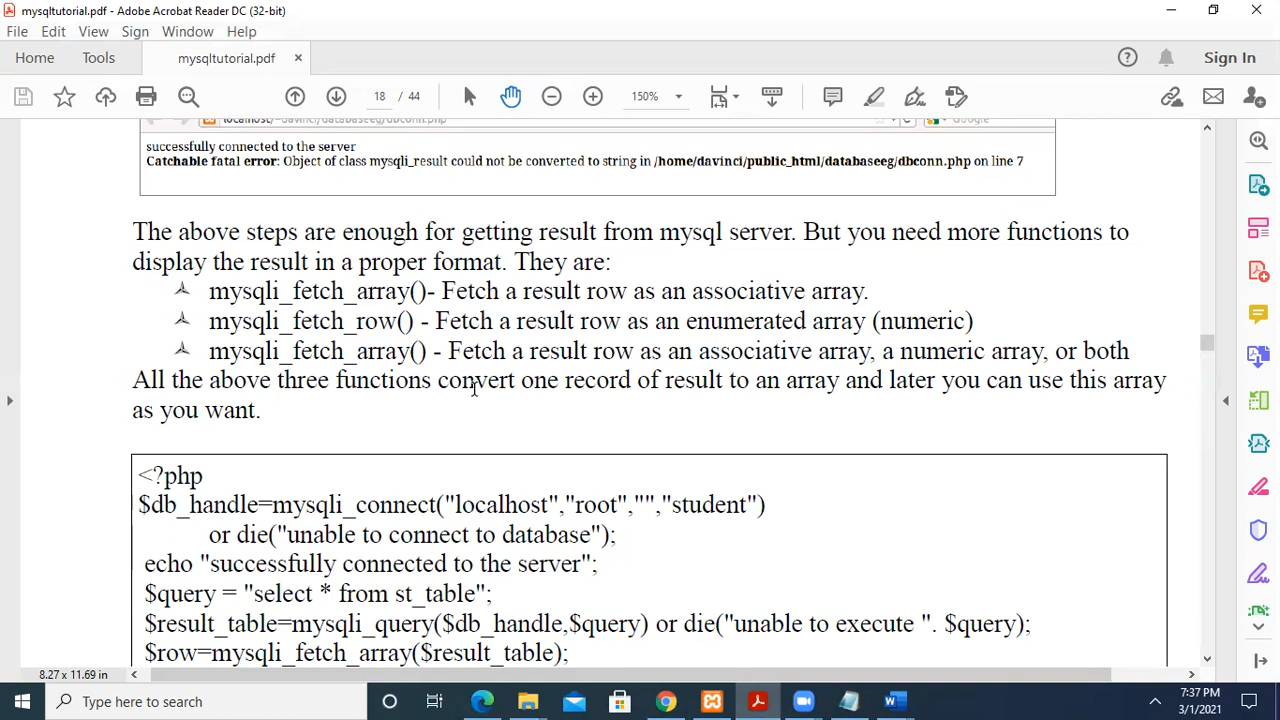 mysqltutorial.pdf - Adobe Acrobat Reader DC (32-bit)
File Edit View Sign Window Help
Home Tools mysqltutorial.pdf × Sign In
18 / 44 150%
localhost/~davinci/databaseeg/dbconn.php Google
successfully connected to the server
Catchable fatal error: Object of class mysqli_result could not be converted to string in /home/davinci/public_html/databaseeg/dbconn.php on line 7
The above steps are enough for getting result from mysql server. But you need more functions to
display the result in a proper format. They are:
mysqli_fetch_array()- Fetch a result row as an associative array.
mysqli_fetch_row() - Fetch a result row as an enumerated array (numeric)
mysqli_fetch_array() - Fetch a result row as an associative array, a numeric array, or both
All the above three functions convert one record of result to an array and later you can use this array
as you want.
<?php
$db_handle=mysqli_connect("localhost","root","","student")
or die("unable to connect to database");
echo "successfully connected to the server";
$query = "select * from st_table";
$result_table=mysqli_query($db_handle,$query) or die("unable to execute ". $query);
$row=mysqli_fetch_array($result_table);
8.27 x 11.69 in
Type here to search
7:37 PM
3/1/2021